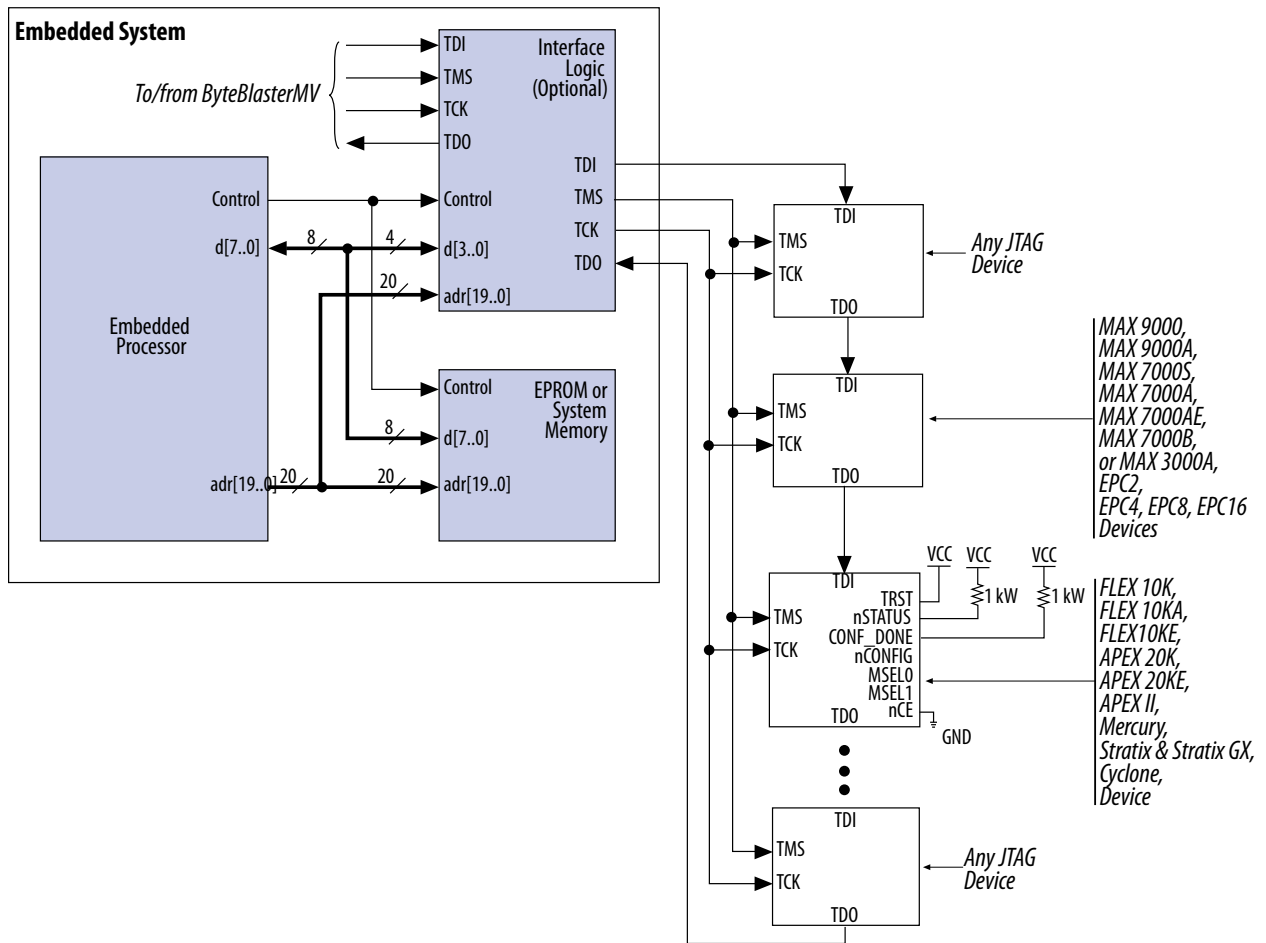 Embedded System
To/from ByteBlasterMV
TDI
TMS
TCK
TDO
Interface
Logic
(Optional)
TDI
TMS
TCK
TDO
Control
d[3..0]
adr[19..0]
8
4
20
Control
d[7..0]
Embedded
Processor
adr[19..0]
20
20
8
Control
d[7..0]
adr[19..0]
EPROM or
System
Memory
TDI
TMS
TCK
TDO
Any JTAG
Device
TDI
TMS
TCK
TDO
MAX 9000,
MAX 9000A,
MAX 7000S,
MAX 7000A,
MAX 7000AE,
MAX 7000B,
or MAX 3000A,
EPC2,
EPC4, EPC8, EPC16
Devices
VCC
VCC
VCC
1 kW
1 kW
TDI
TMS
TCK
TRST
nSTATUS
CONF_DONE
nCONFIG
MSEL0
MSEL1
nCE
TDO
GND
FLEX 10K,
FLEX 10KA,
FLEX10KE,
APEX 20K,
APEX 20KE,
APEX II,
Mercury,
Stratix & Stratix GX,
Cyclone,
Device
TDI
TMS
TCK
TDO
Any JTAG
Device